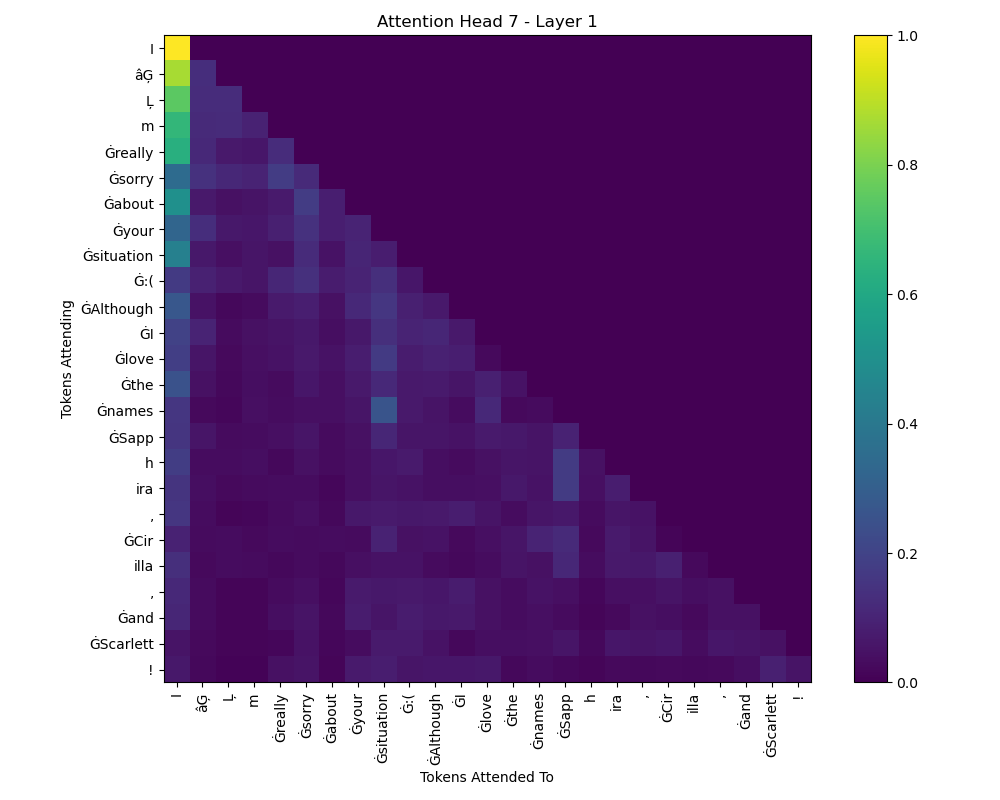 Attention Head 7 - Layer 1
Tokens Attending
I
âĢ
Ļ
m
Ġreally
Ġsorry
Ġabout
Ġyour
Ġsituation
Ġ:(
ĠAlthough
ĠI
Ġlove
Ġthe
Ġnames
ĠSapp
h
ira
,
ĠCir
illa
,
Ġand
ĠScarlett
!
I
âĢ
Ļ
m
Ġreally
Ġsorry
Ġabout
Ġyour
Ġsituation
Ġ:(
ĠAlthough
ĠI
Ġlove
Ġthe
Ġnames
ĠSapp
h
ira
,
ĠCir
illa
,
Ġand
ĠScarlett
!
Tokens Attended To
1.0
0.8
0.6
0.4
0.2
0.0